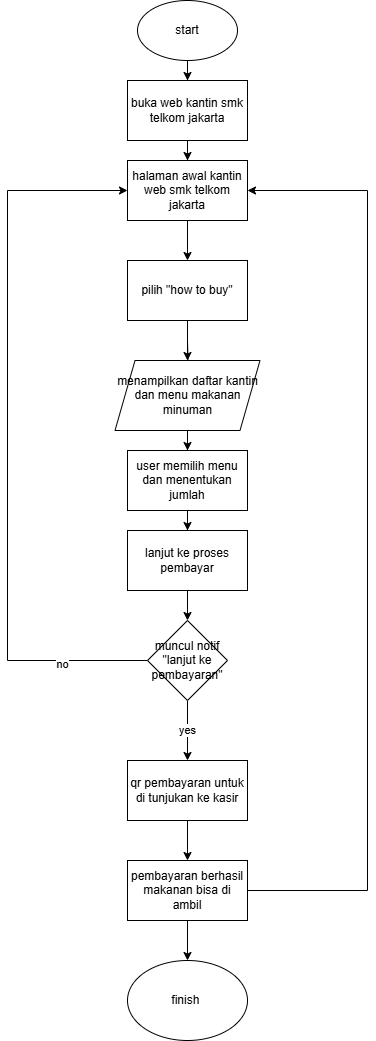 start
buka web kantin smk
telkom jakarta
halaman awal kantin
web smk telkom
jakarta
pilih "how to buy"
menampilkan daftar kantin
dan menu makanan
minuman
user memilih menu
dan menentukan
jumlah
lanjut ke proses
pembayar
muncul notif
"lanjut ke
pembayaran"
no
yes
qr pembayaran untuk
di tunjukan ke kasir
pembayaran berhasil
makanan bisa di
ambil
finish